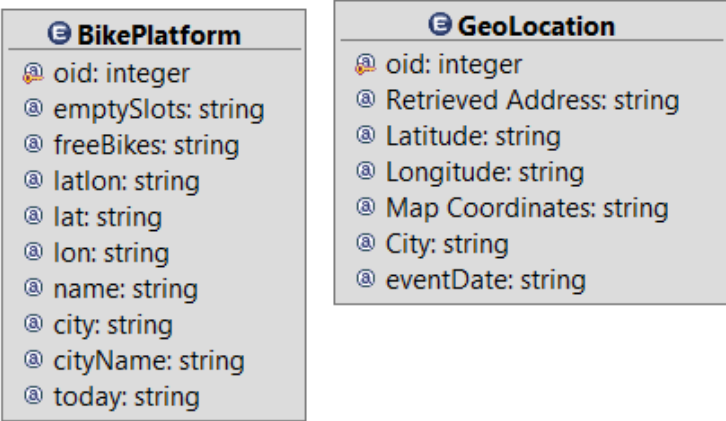 BikePlatform
oid: integer
emptySlots: string
freeBikes: string
latlon: string
lat: string
lon: string
name: string
city: string
cityName: string
today: string
GeoLocation
oid: integer
Retrieved Address: string
Latitude: string
Longitude: string
Map Coordinates: string
City: string
eventDate: string